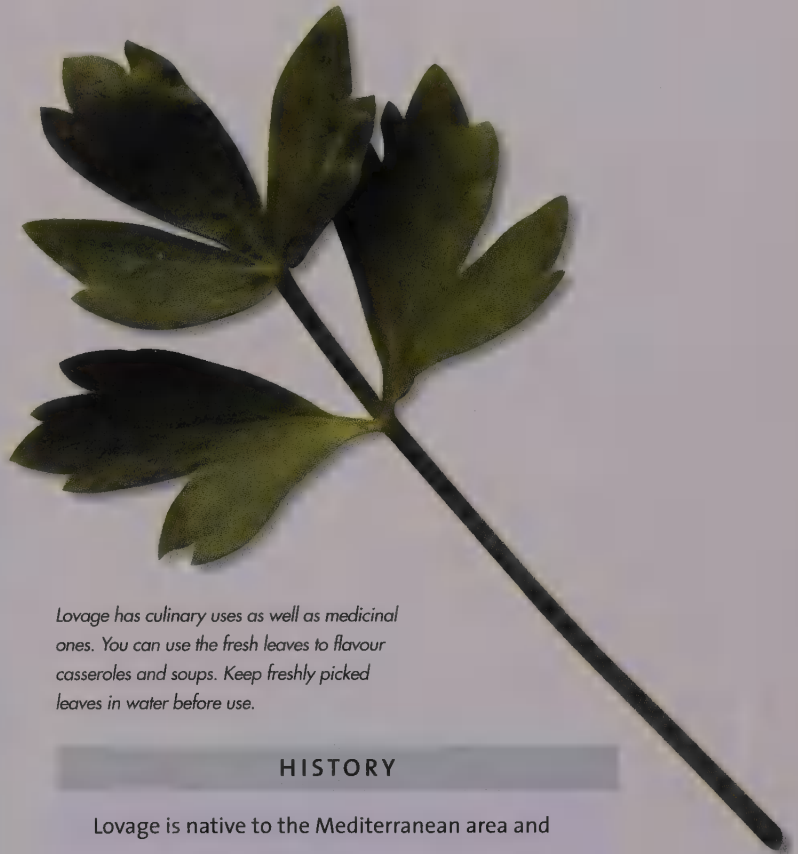 Lovage has culinary uses as well as medicinal
ones. You can use the fresh leaves to flavour
casseroles and soups. Keep freshly picked
leaves in water before use.
HISTORY
Lovage is native to the Mediterranean area and